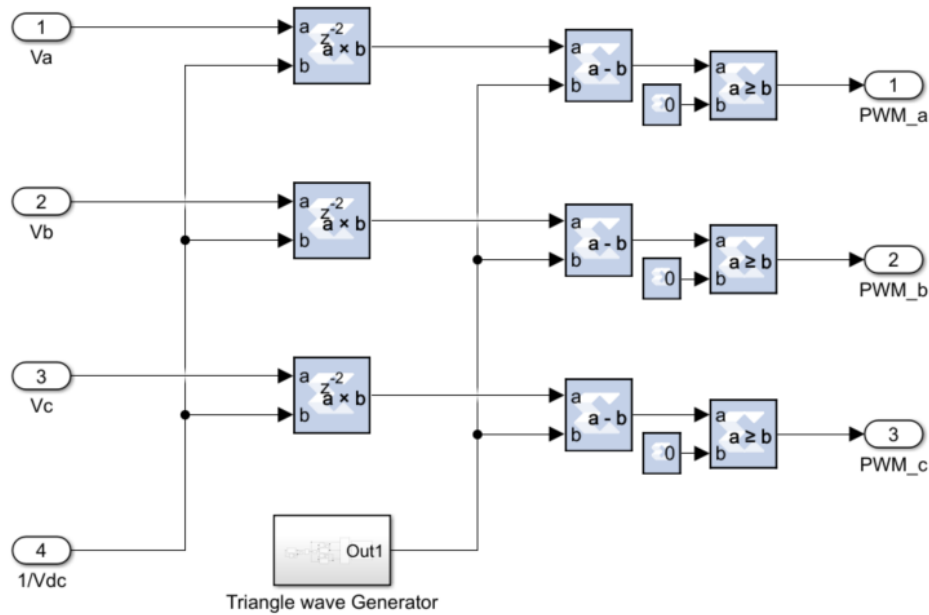 1
Va
a
z-2
a × b
b
a
a - b
b
0
a
a ≥ b
b
1
PWM_a
2
Vb
a
z-2
a × b
b
a
a - b
b
0
a
a ≥ b
b
2
PWM_b
3
Vc
a
z-2
a × b
b
a
a - b
b
0
a
a ≥ b
b
3
PWM_c
4
1/Vdc
Out1
Triangle wave Generator